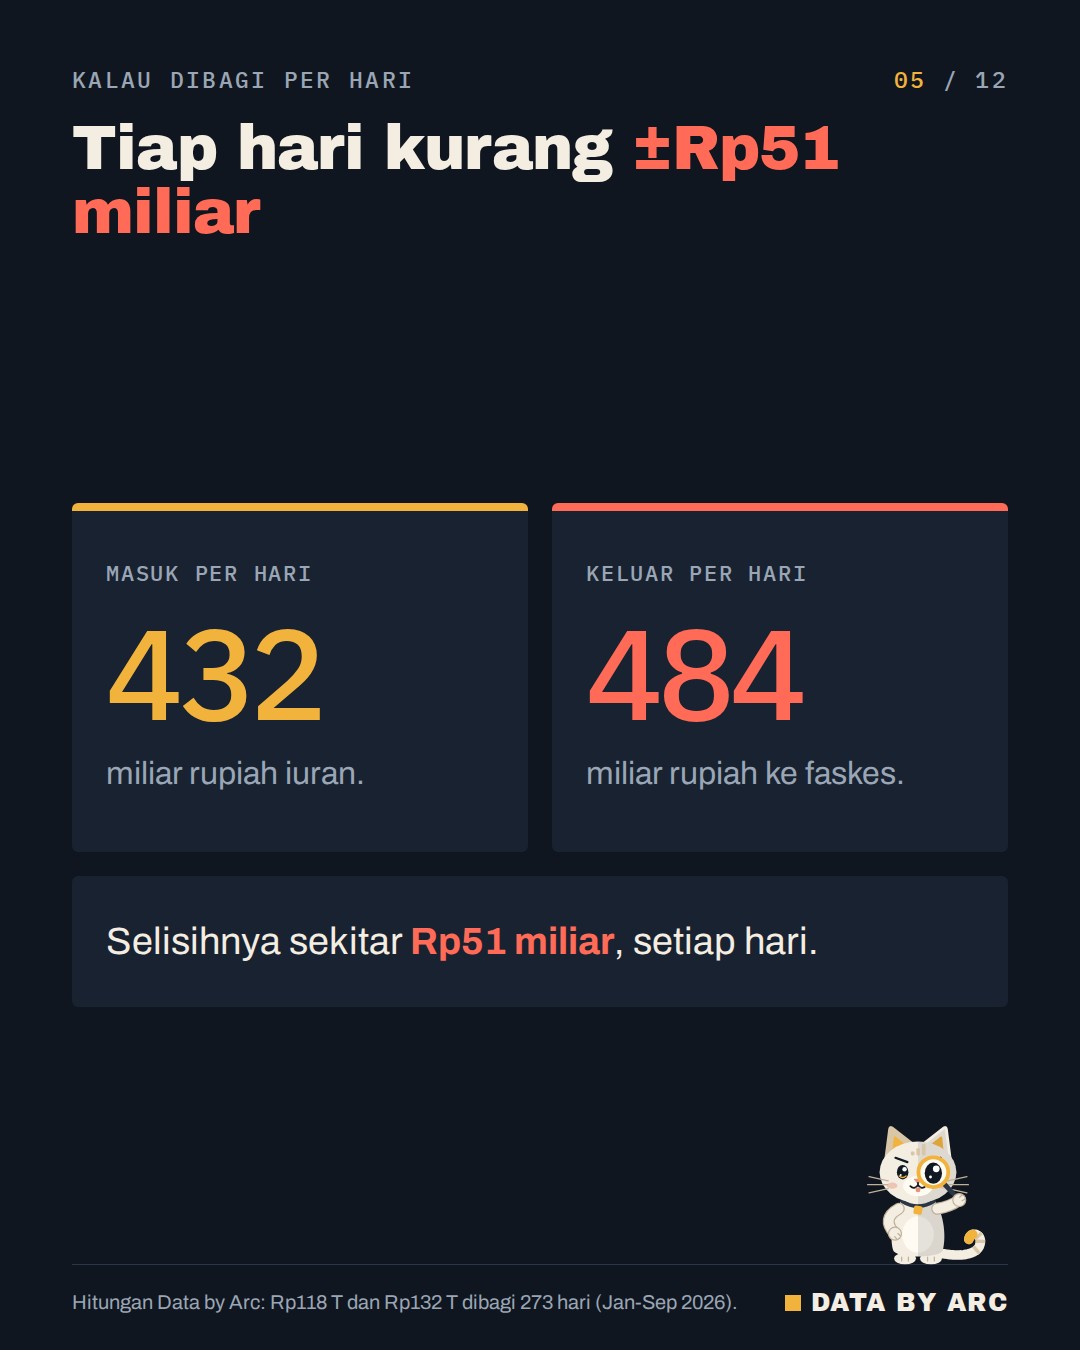 KALAU DIBAGI PER HARI
05 / 12
Tiap hari kurang ±Rp51
miliar
MASUK PER HARI
432
miliar rupiah iuran.
KELUAR PER HARI
484
miliar rupiah ke faskes.
Selisihnya sekitar Rp51 miliar, setiap hari.
Hitungan Data by Arc: Rp118 T dan Rp132 T dibagi 273 hari (Jan-Sep 2026).
DATA BY ARC